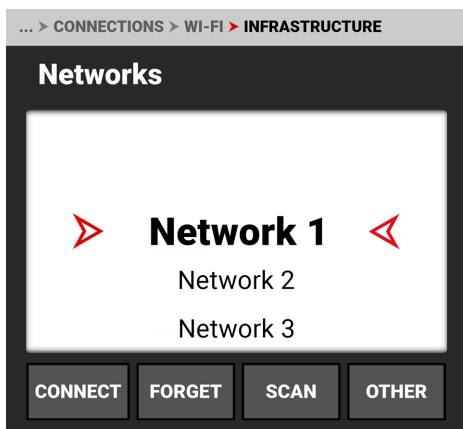 ... > CONNECTIONS > WI-FI > INFRASTRUCTURE
Networks
Network 1
Network 2
Network 3
CONNECT FORGET SCAN OTHER